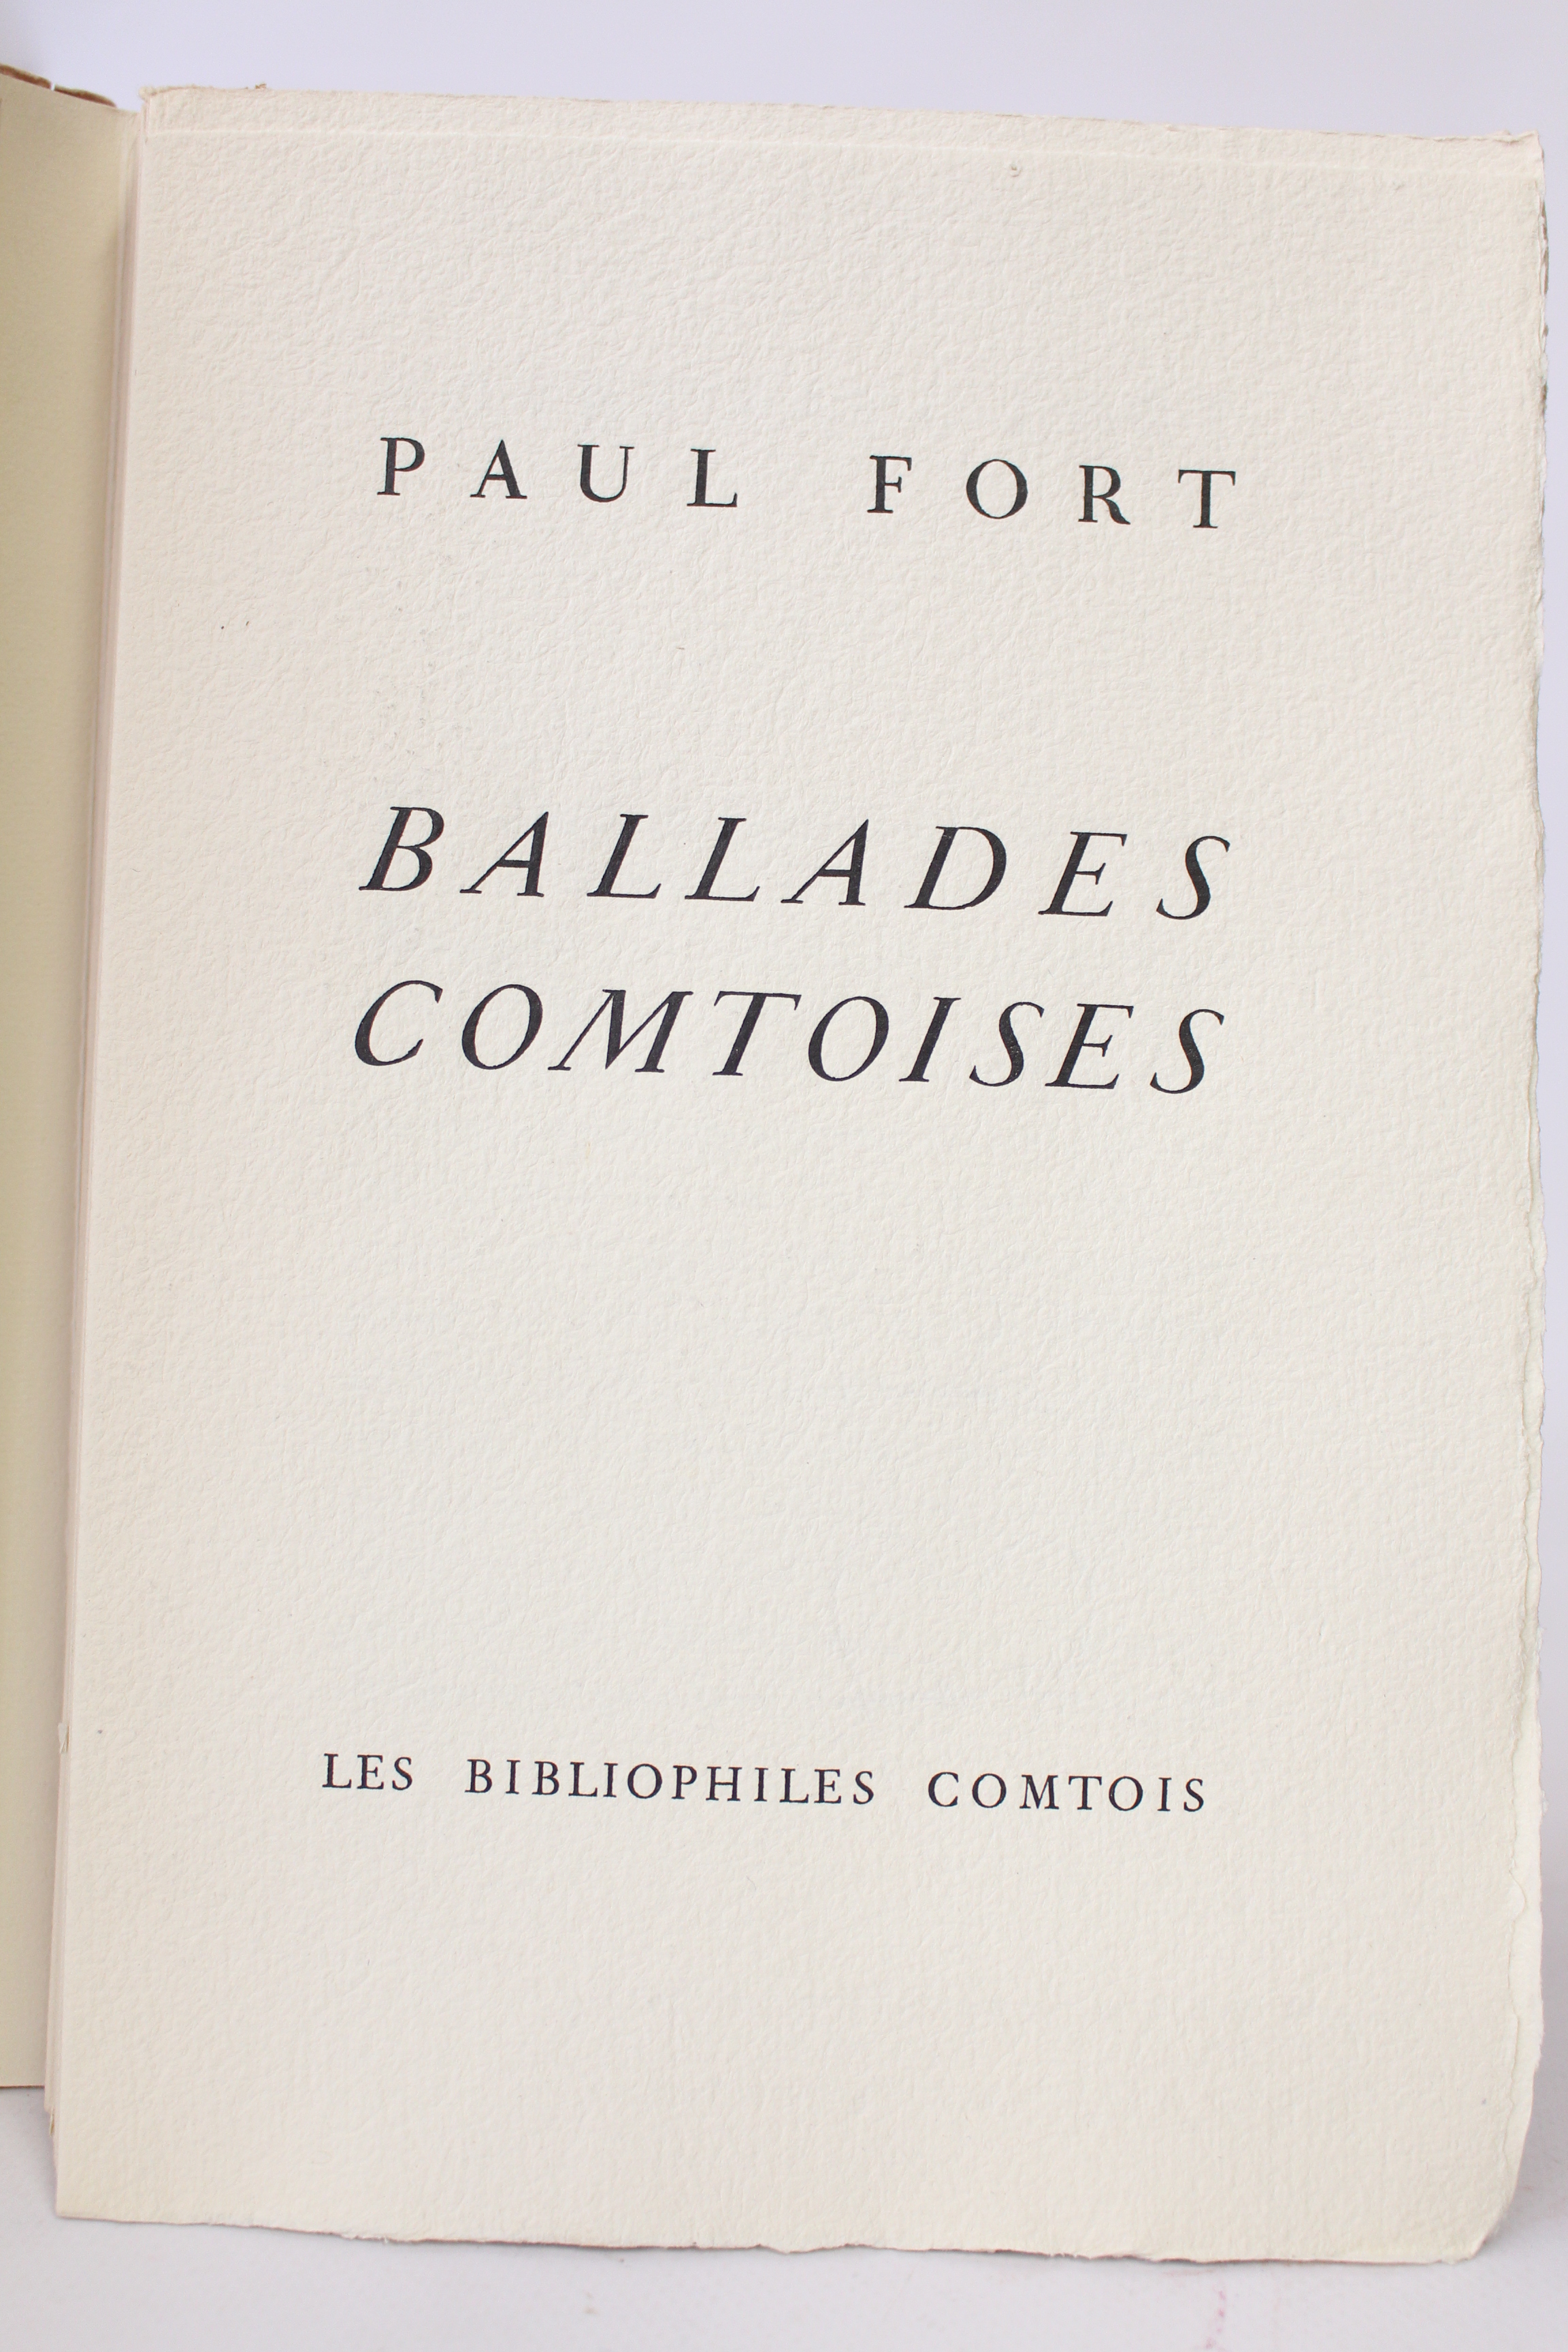 PAUL FORT
BALLADES
COMTOISES
LES BIBLIOPHILES COMTOIS